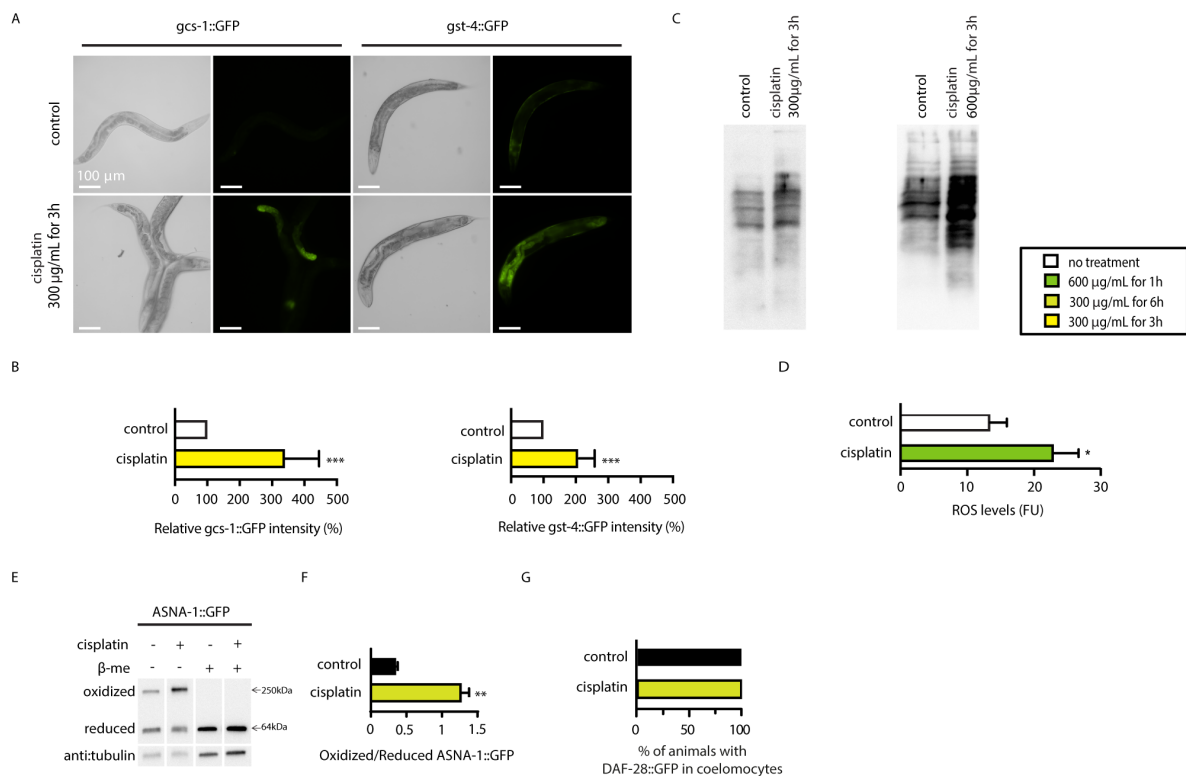 A
gcs-1::GFP
gst-4::GFP
control
100 μm
cisplatin
300 μg/mL for 3h
C
control
cisplatin
300μg/mL for 3h
control
cisplatin
600μg/mL for 3h
no treatment
600 μg/mL for 1h
300 μg/mL for 6h
300 μg/mL for 3h
B
control
cisplatin
***
0 100 200 300 400 500
Relative gcs-1::GFP intensity (%)
control
cisplatin
***
0 100 200 300 400 500
Relative gst-4::GFP intensity (%)
D
control
cisplatin
*
0 10 20 30
ROS levels (FU)
E
ASNA-1::GFP
cisplatin - + - +
β-me - - + +
oxidized
←250kDa
reduced
←64kDa
anti:tubulin
F
control
cisplatin
**
0 0.5 1 1.5
Oxidized/Reduced ASNA-1::GFP
G
control
cisplatin
0 50 100
% of animals with
DAF-28::GFP in coelomocytes